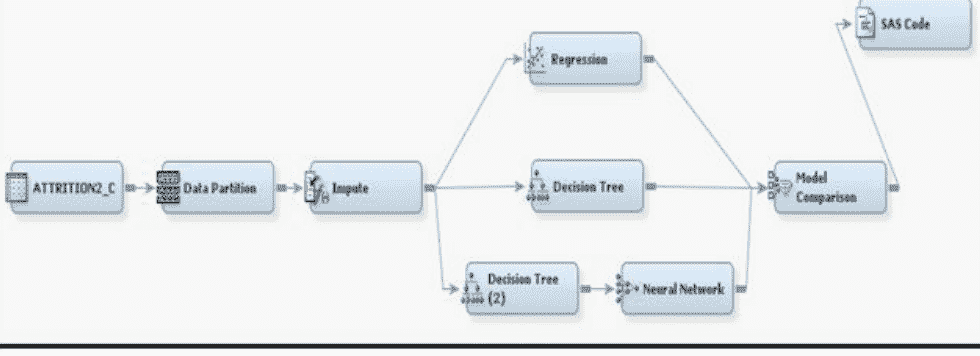 SAS Code
Regression
ATTRITION2_C
Data Partition
Impute
Decision Tree
Model
Comparison
Decision Tree
(2)
Neural Network